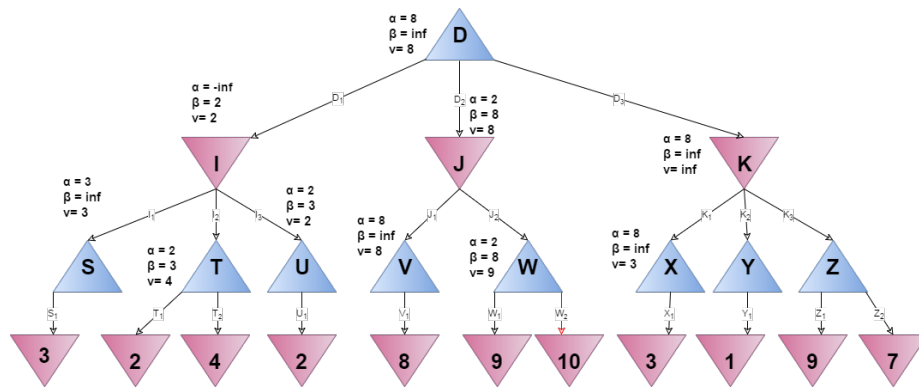 α = 8
β = inf
v= 8
D
α = -inf
β = 2
v= 2
D₁
D₂
D₃
α = 2
β = 8
v= 8
I
J
α = 8
β = inf
v= inf
K
α = 3
β = inf
v= 3
I₁
I₂
I₃
α = 2
β = 3
v= 2
J₁
J₂
K₁
K₂
K₃
α = 2
β = 3
v= 4
α = 8
β = inf
v= 8
α = 2
β = 8
v= 9
α = 8
β = inf
v= 3
S
T
U
V
W
X
Y
Z
S₁
T₁
T₂
U₁
V₁
W₁
W₂
X₁
Y₁
Z₁
Z₂
3
2
4
2
8
9
10
3
1
9
7